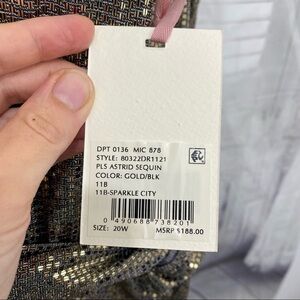 DPT 0136 MIC 878
STYLE: 80322DR1121
PLS ASTRID SEQUIN
COLOR: GOLD/BLK
11B
11B-SPARKLE CITY
0 490688 738201
SIZE: 20W MSRP $188.00